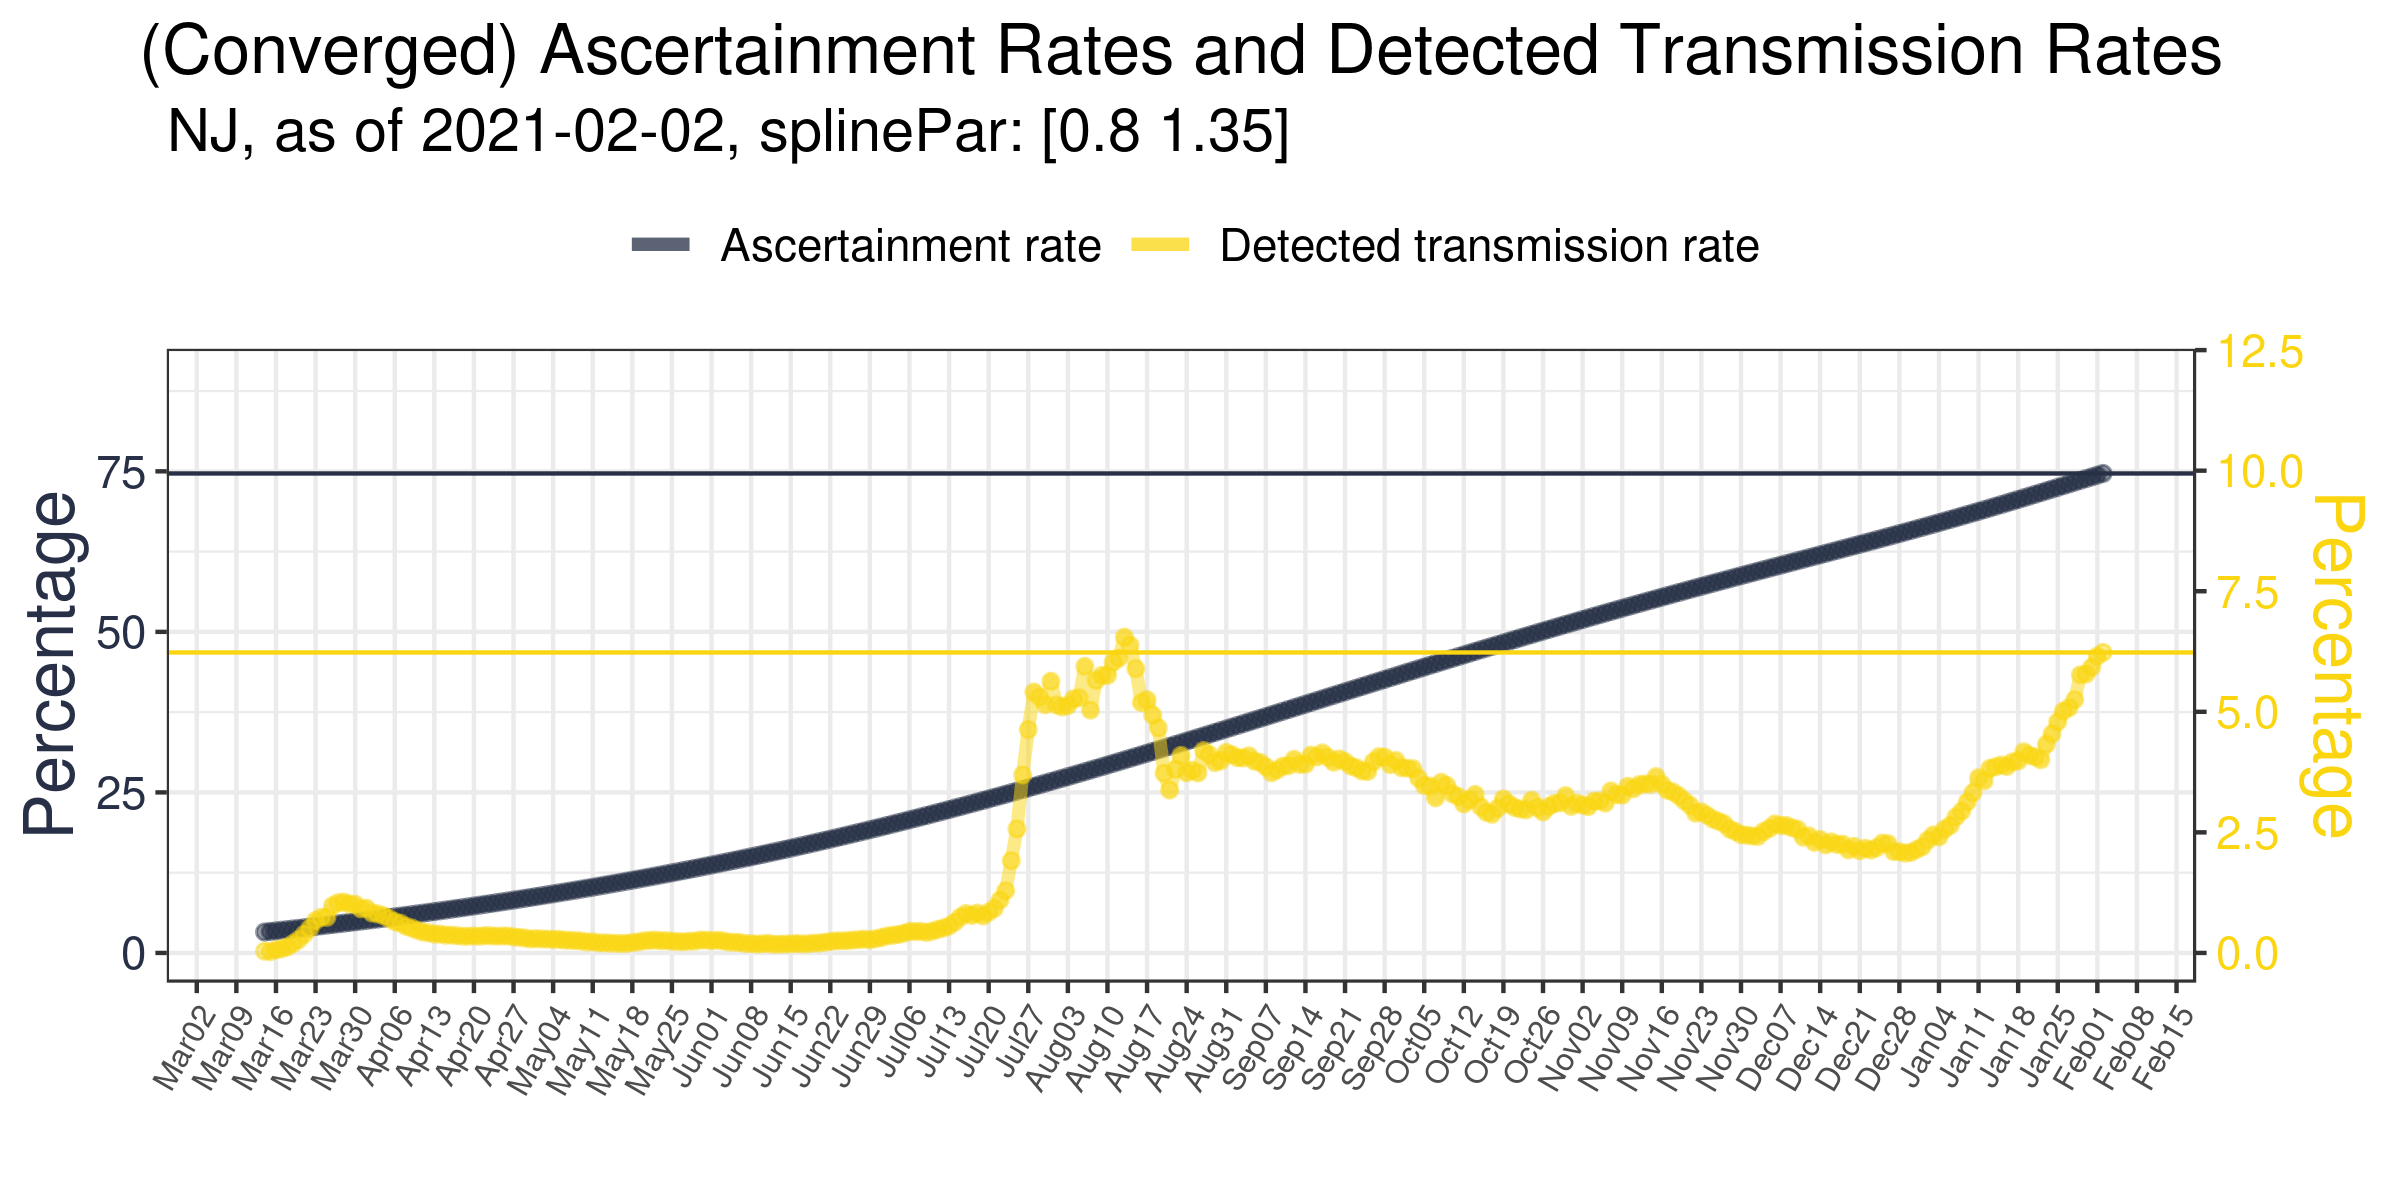 (Converged) Ascertainment Rates and Detected Transmission Rates
NJ, as of 2021-02-02, splinePar: [0.8 1.35]
Ascertainment rate
Detected transmission rate
Percentage
75
50
25
0
12.5
10.0
7.5
5.0
2.5
0.0
Percentage
Mar02
Mar09
Mar16
Mar23
Mar30
Apr06
Apr13
Apr20
Apr27
May04
May11
May18
May25
Jun01
Jun08
Jun15
Jun22
Jun29
Jul06
Jul13
Jul20
Jul27
Aug03
Aug10
Aug17
Aug24
Aug31
Sep07
Sep14
Sep21
Sep28
Oct05
Oct12
Oct19
Oct26
Nov02
Nov09
Nov16
Nov23
Nov30
Dec07
Dec14
Dec21
Dec28
Jan04
Jan11
Jan18
Jan25
Feb01
Feb08
Feb15